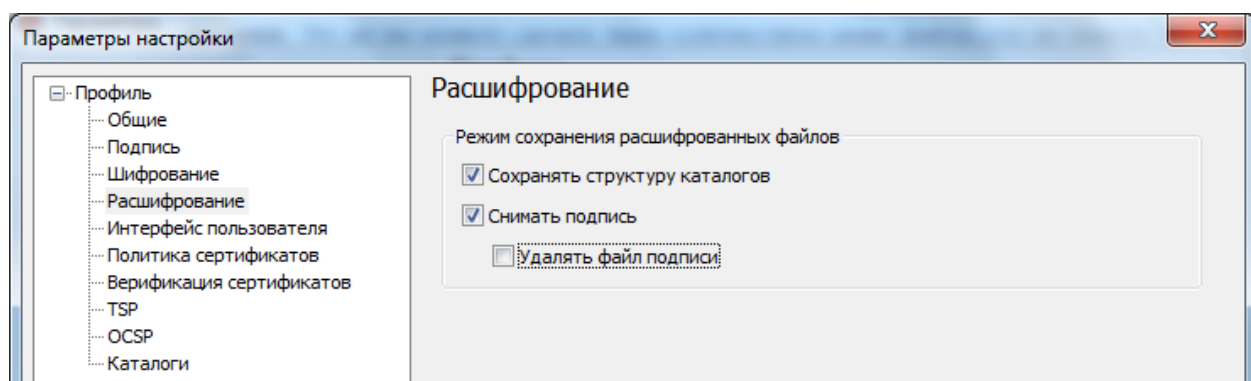 Параметры настройки
Профиль
Общие
Подпись
Шифрование
Расшифрование
Интерфейс пользователя
Политика сертификатов
Верификация сертификатов
TSP
OCSP
Каталоги
Расшифрование
Режим сохранения расшифрованных файлов
Сохранять структуру каталогов
Снимать подпись
Удалять файл подписи